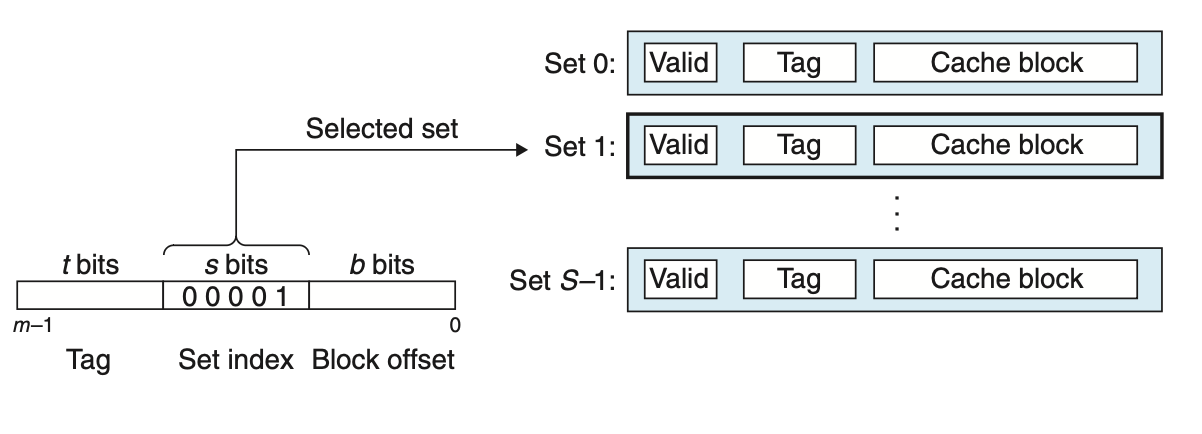 Set 0: Valid Tag Cache block
Selected set
Set 1: Valid Tag Cache block
t bits s bits b bits
Set S–1: Valid Tag Cache block
0 0 0 0 1
m–1 0
Tag Set index Block offset